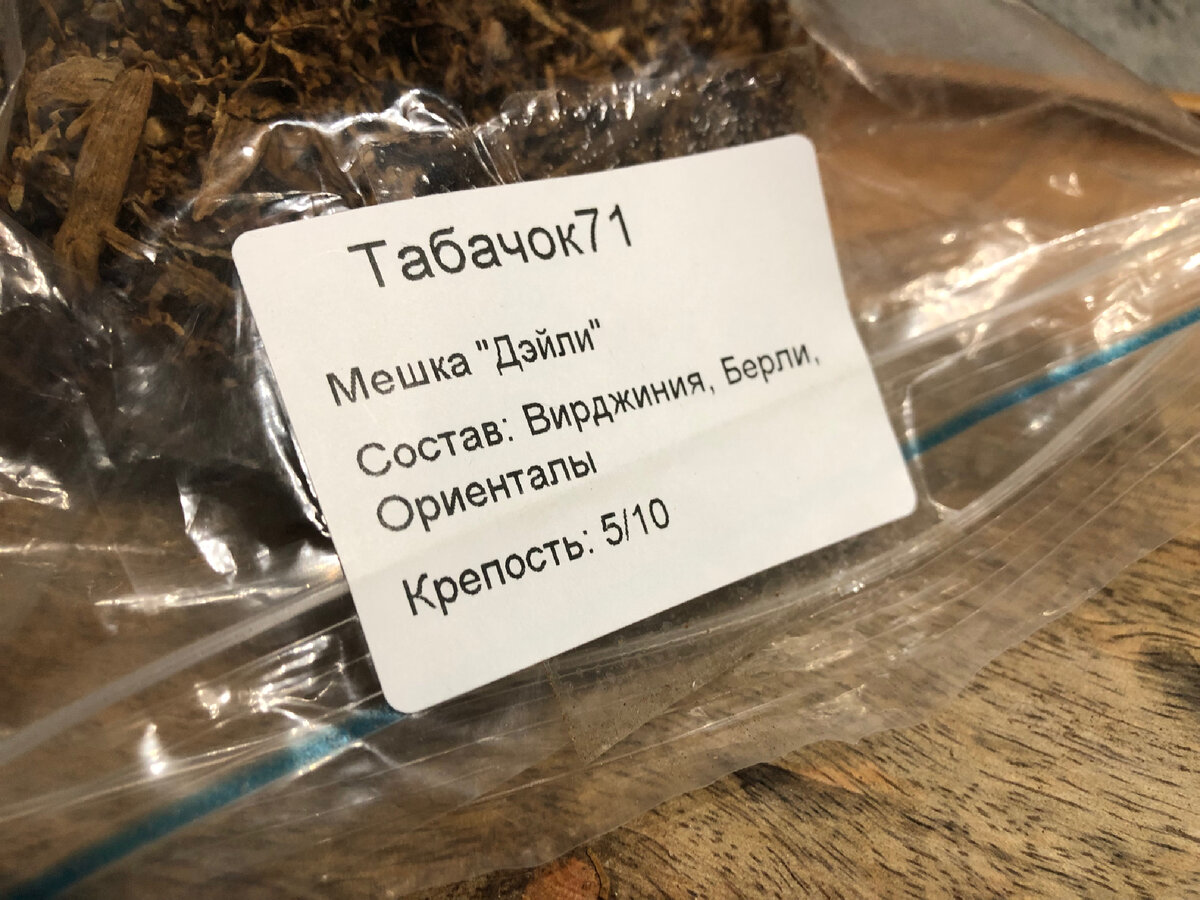 Табачок71
Мешка "Дэйли"
Состав: Вирджиния, Берли,
Ориенталы
Крепость: 5/10